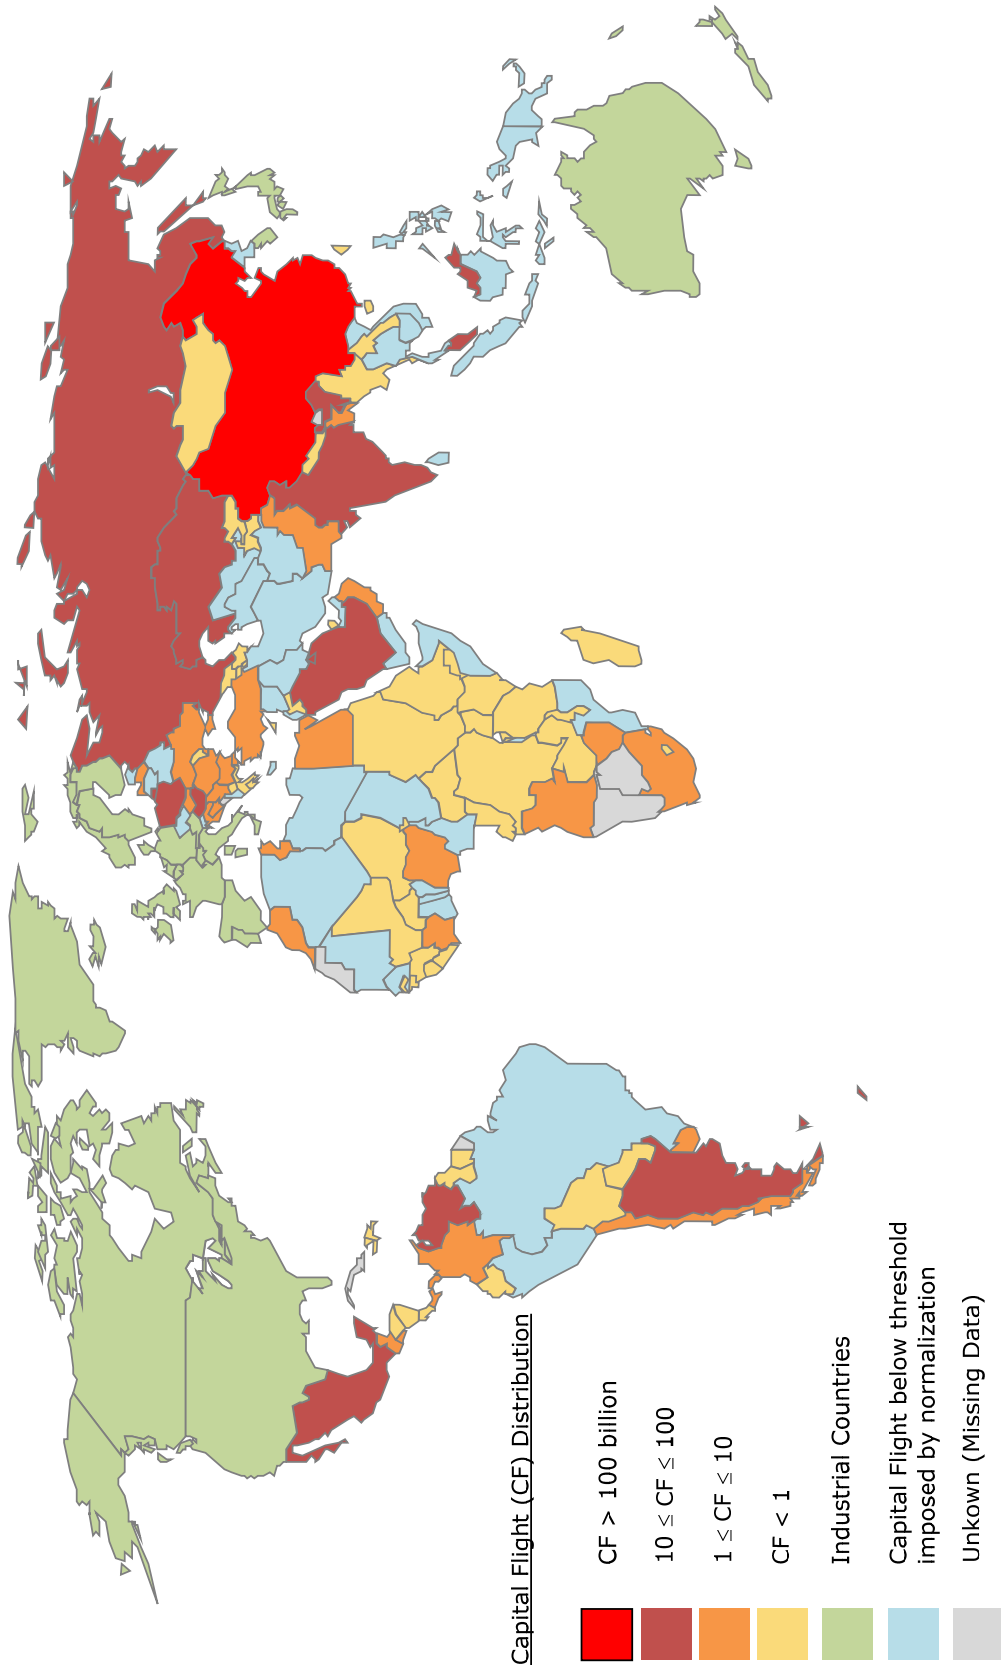 Capital Flight (CF) Distribution
CF > 100 billion
10 ≤ CF ≤ 100
1 ≤ CF ≤ 10
CF < 1
Industrial Countries
Capital Flight below threshold
imposed by normalization
Unkown (Missing Data)